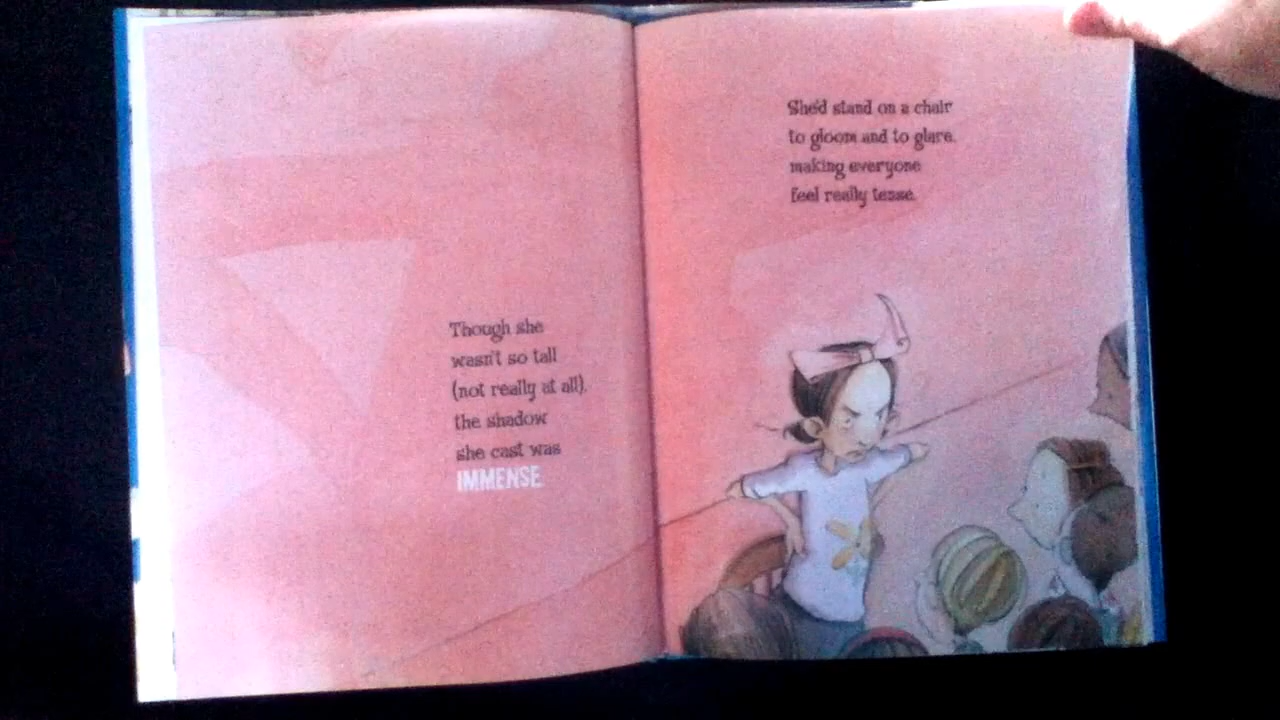 Though she
wasn't so tall
(not really at all),
the shadow
she cast was
IMMENSE.
She'd stand on a chair
to gloom and to glare,
making everyone
feel really tense.